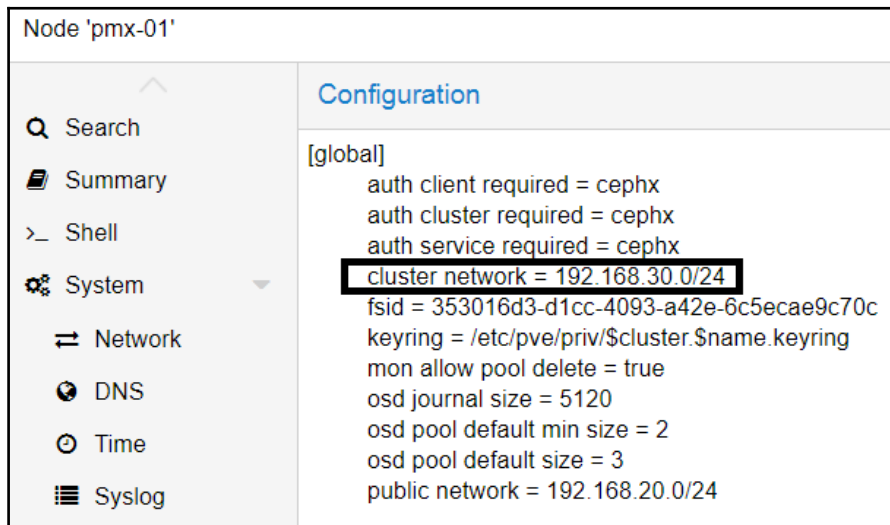 Node 'pmx-01'
Search
Summary
>_ Shell
System
Network
DNS
Time
Syslog
Configuration
[global]
auth client required = cephx
auth cluster required = cephx
auth service required = cephx
cluster network = 192.168.30.0/24
fsid = 353016d3-d1cc-4093-a42e-6c5ecae9c70c
keyring = /etc/pve/priv/$cluster.$name.keyring
mon allow pool delete = true
osd journal size = 5120
osd pool default min size = 2
osd pool default size = 3
public network = 192.168.20.0/24